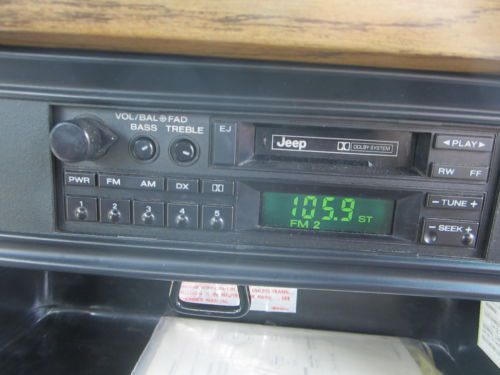 VOL/BAL FAD
BASS TREBLE
EJ
Jeep
DOLBY SYSTEM
PLAY
RW FF
PWR FM AM DX
- TUNE +
1 2 3 4 5
105.9 ST
FM 2
- SEEK +